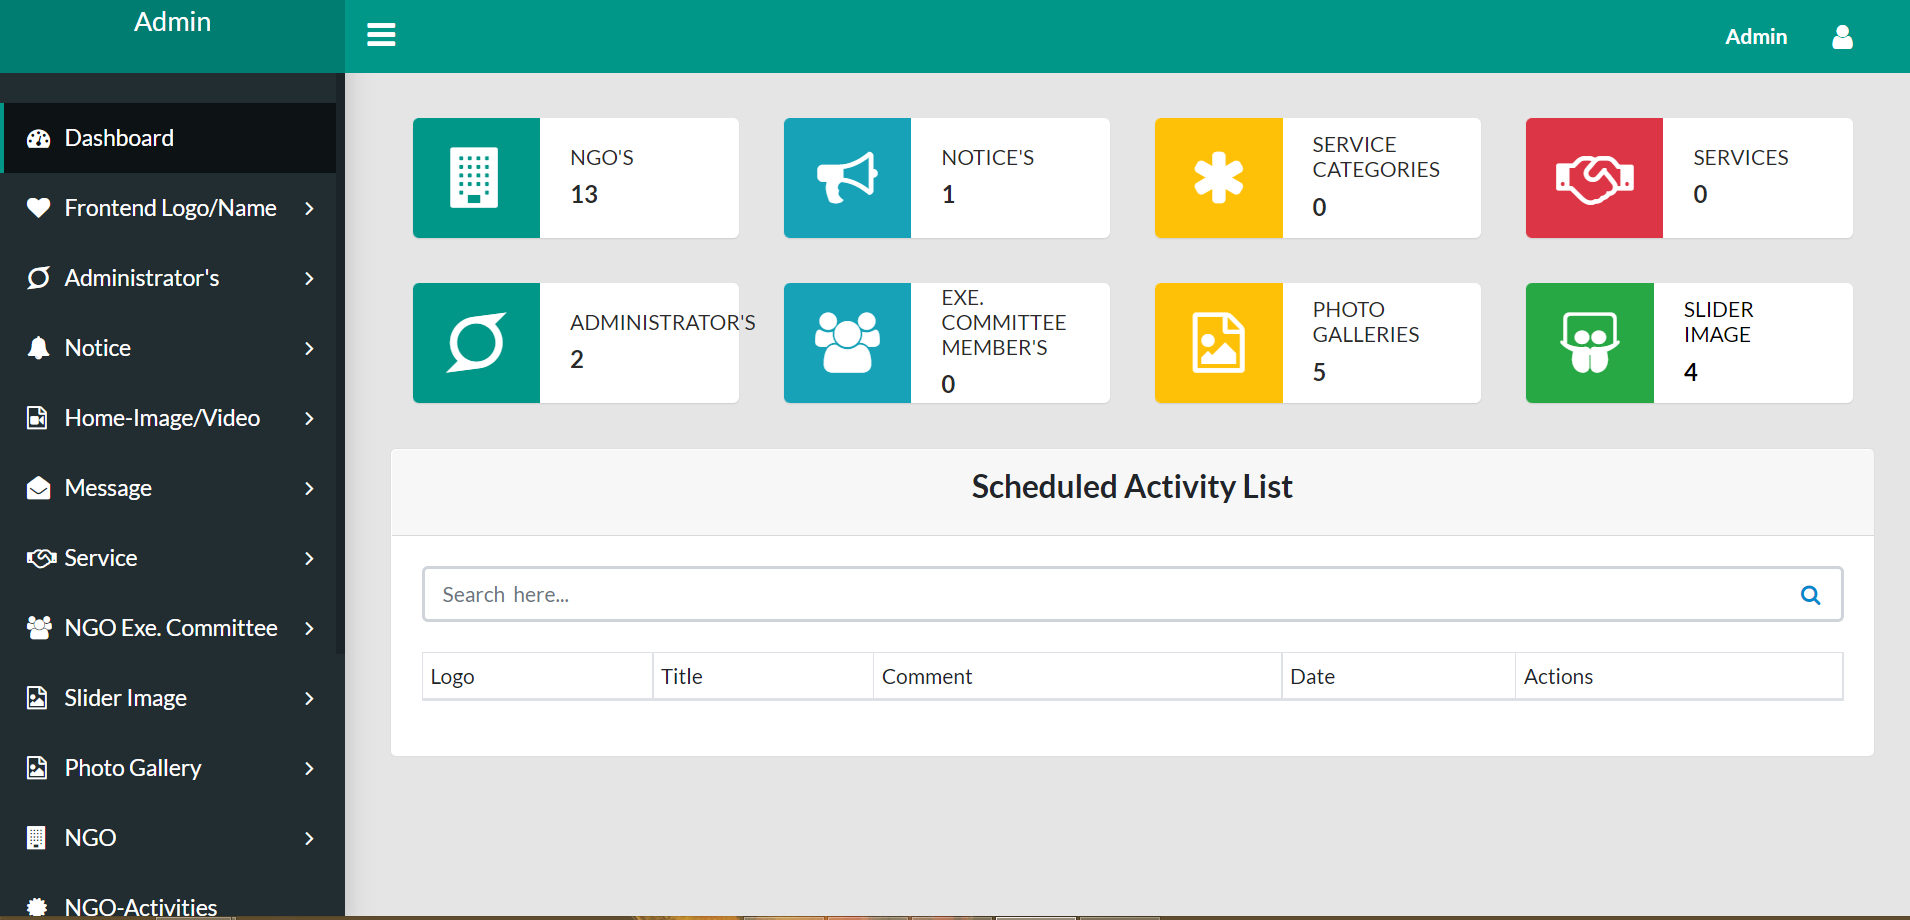 Admin
Admin
Dashboard
Frontend Logo/Name
Administrator's
Notice
Home-Image/Video
Message
Service
NGO Exe. Committee
Slider Image
Photo Gallery
NGO
NGO-Activities
NGO'S
13
NOTICE'S
1
SERVICE
CATEGORIES
0
SERVICES
0
ADMINISTRATOR'S
2
EXE.
COMMITTEE
MEMBER'S
0
PHOTO
GALLERIES
5
SLIDER
IMAGE
4
Scheduled Activity List
Search here...
Logo Title Comment Date Actions